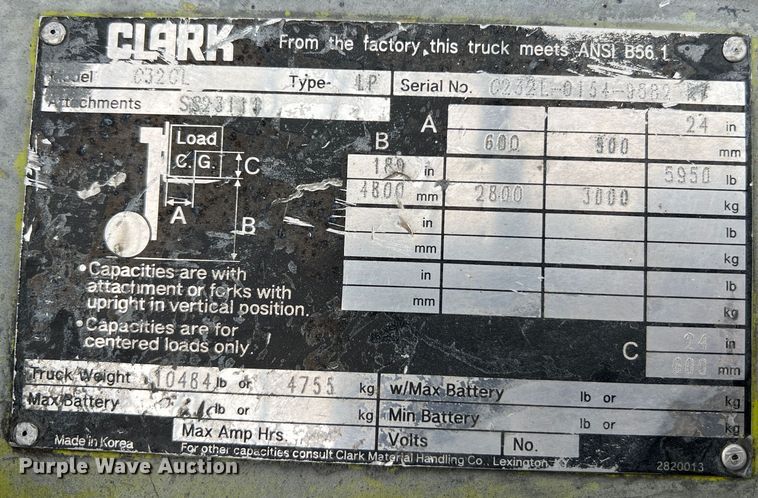 CLARK From the factory, this truck meets ANSI B56.1
Model C32CL Type- LP Serial No.
Attachments
A 24 in
600 500 mm
B 189 in 5950 lb
4800 mm 2800 3000 kg
in lb
mm kg
in lb
mm kg
Load
C. G. C
A B
•Capacities are with
attachment or forks with
upright in vertical position.
•Capacities are for
centered loads only.
C 24 in
600 mm
Truck Weight 10484 lb or 4755 kg w/Max Battery lb or kg
Max Battery lb or kg Min Battery lb or kg
Made in Korea Max Amp Hrs. Volts No.
For other capacities consult Clark Material Handling Co., Lexington, 2820013
Purple Wave Auction